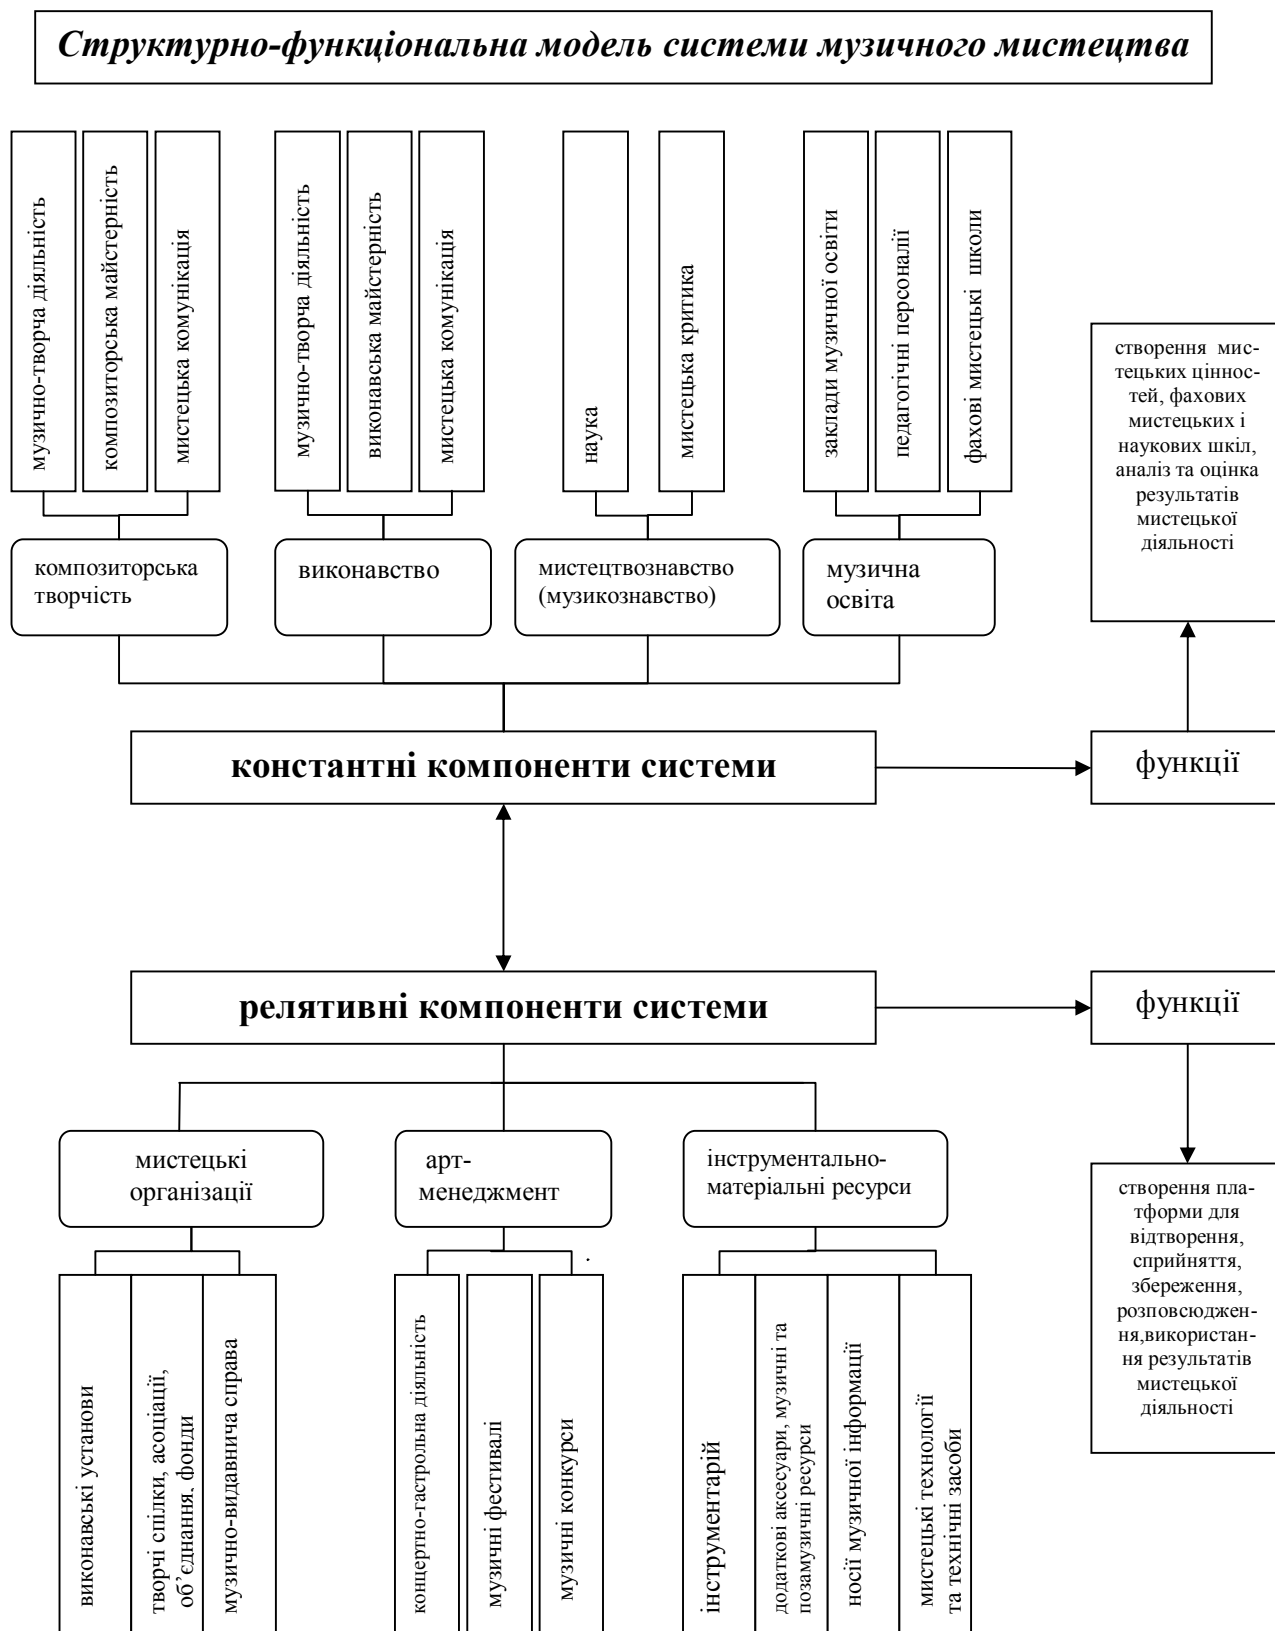 Структурно-функціональна модель системи музичного мистецтва
музично-творча діяльність
композиторська майстерність
мистецька комунікація
музично-творча діяльність
виконавська майстерність
мистецька комунікація
наука
мистецька критика
заклади музичної освіти
педагогічні персоналії
фахові мистецькі школи
композиторська
творчість
виконавство
мистецтвознавство
(музикознавство)
музична
освіта
створення мис-
тецьких ціннос-
тей, фахових
мистецьких і
наукових шкіл,
аналіз та оцінка
результатів
мистецької
діяльності
константні компоненти системи
функції
релятивні компоненти системи
функції
мистецькі
організації
арт-
менеджмент
інструментально-
матеріальні ресурси
створення пла-
тформи для
відтворення,
сприйняття,
збереження,
розповсюджен-
ня,використан-
ня результатів
мистецької
діяльності
.
виконавські установи
творчі спілки, асоціації,
об’єднання. фонди
музично-видавнича справа
концертно-гастрольна діяльність
музичні фестивалі
музичні конкурси
інструментарій
додаткові аксесуари, музичні та
позамузичні ресурси
носії музичної інформації
мистецькі технології
та технічні засоби